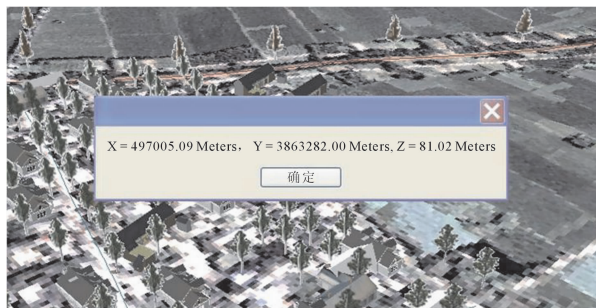 X = 497005.09 Meters， Y = 3863282.00 Meters, Z = 81.02 Meters
确定